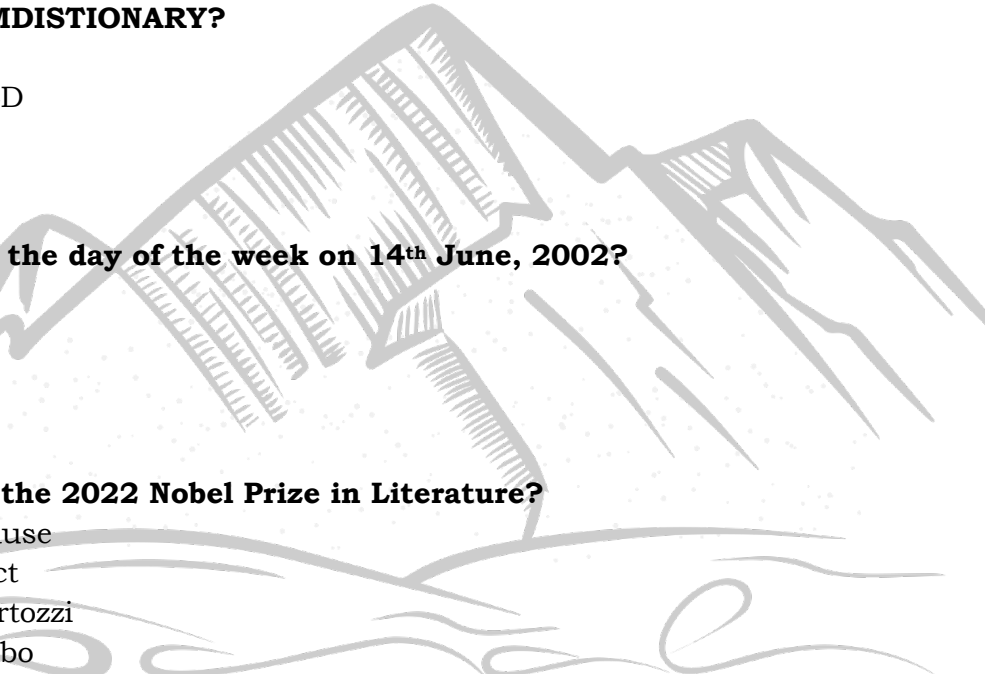 MDISTIONARY?
D
the day of the week on 14th June, 2002?
the 2022 Nobel Prize in Literature?
use
ct
rtozzi
bo